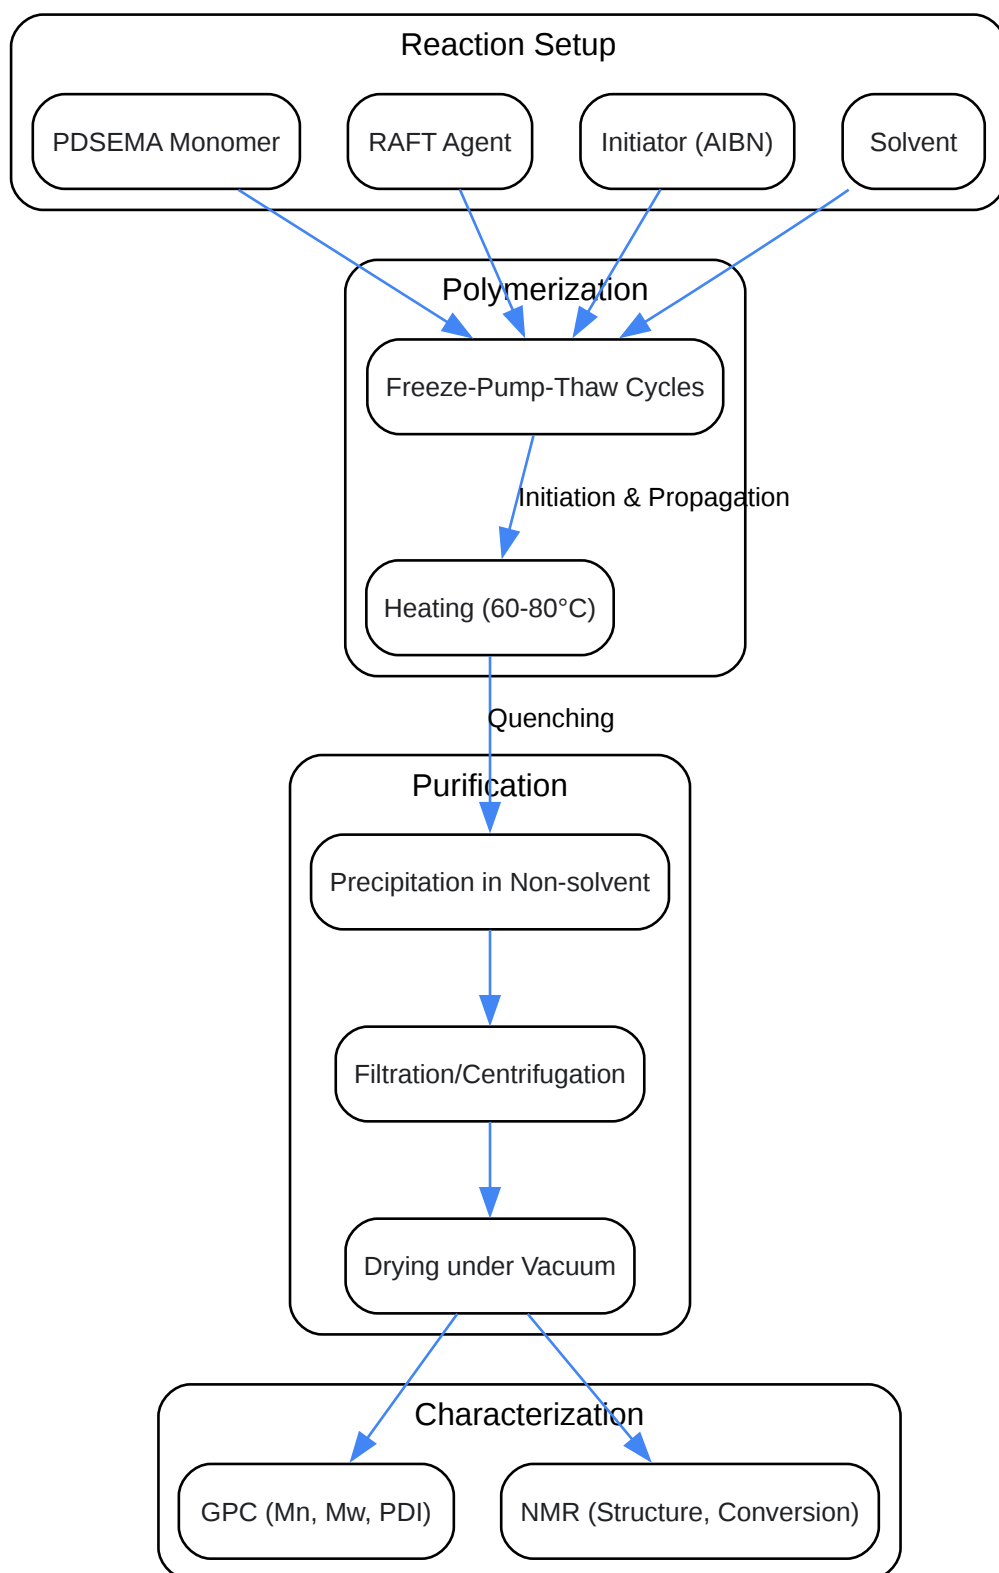 Reaction Setup
PDSEMA Monomer
RAFT Agent
Initiator (AIBN)
Solvent
Polymerization
Freeze-Pump-Thaw Cycles
Initiation & Propagation
Heating (60-80°C)
Quenching
Purification
Precipitation in Non-solvent
Filtration/Centrifugation
Drying under Vacuum
Characterization
GPC (Mn, Mw, PDI)
NMR (Structure, Conversion)